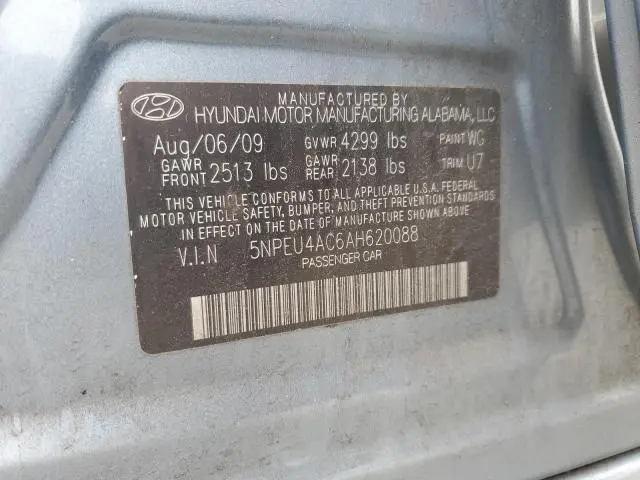 MANUFACTURED BY
HYUNDAI MOTOR MANUFACTURING ALABAMA, LLC
Aug/06/09 GVWR 4299 lbs PAINT WG
GAWR FRONT 2513 lbs GAWR REAR 2138 lbs TRIM U7
THIS VEHICLE CONFORMS TO ALL APPLICABLE U.S.A. FEDERAL
MOTOR VEHICLE SAFETY, BUMPER, AND THEFT PREVENTION STANDARDS
IN EFFECT ON THE DATE OF MANUFACTURE SHOWN ABOVE.
V.I.N 5NPEU4AC6AH620088
PASSENGER CAR